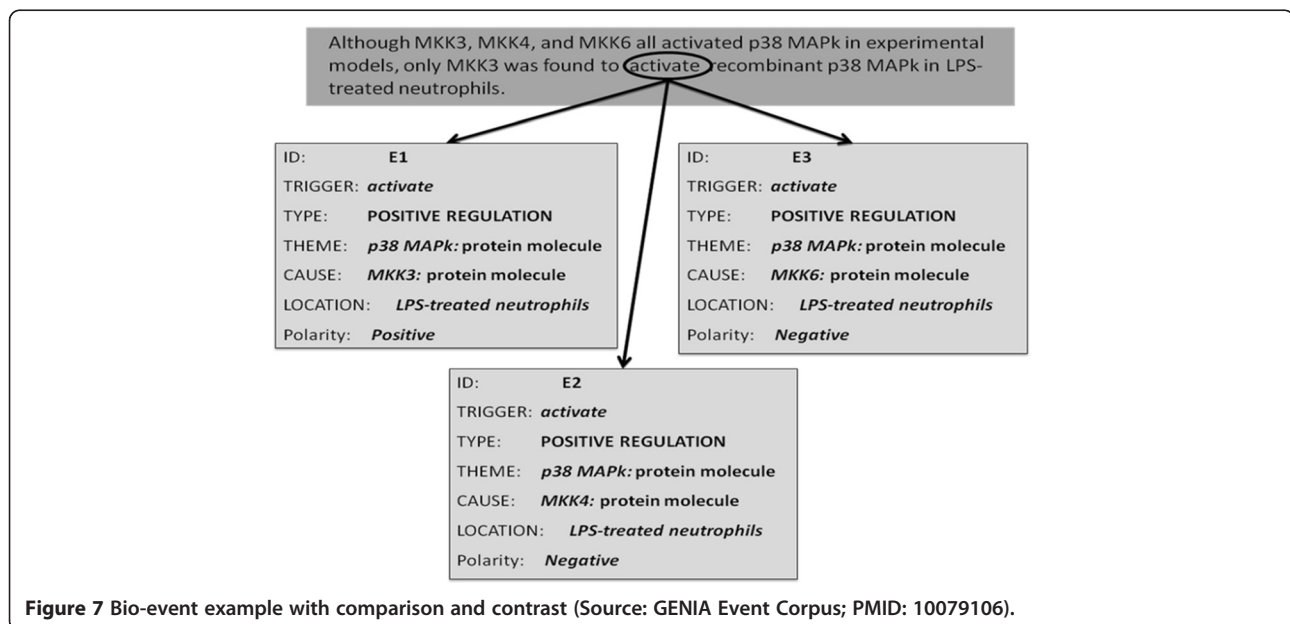 Although MKK3, MKK4, and MKK6 all activated p38 MAPk in experimental
models, only MKK3 was found to activate recombinant p38 MAPk in LPS-
treated neutrophils.
ID: E1
TRIGGER: activate
TYPE: POSITIVE REGULATION
THEME: p38 MAPk: protein molecule
CAUSE: MKK3: protein molecule
LOCATION: LPS-treated neutrophils
Polarity: Positive
ID: E3
TRIGGER: activate
TYPE: POSITIVE REGULATION
THEME: p38 MAPk: protein molecule
CAUSE: MKK6: protein molecule
LOCATION: LPS-treated neutrophils
Polarity: Negative
ID: E2
TRIGGER: activate
TYPE: POSITIVE REGULATION
THEME: p38 MAPk: protein molecule
CAUSE: MKK4: protein molecule
LOCATION: LPS-treated neutrophils
Polarity: Negative
Figure 7 Bio-event example with comparison and contrast (Source: GENIA Event Corpus; PMID: 10079106).